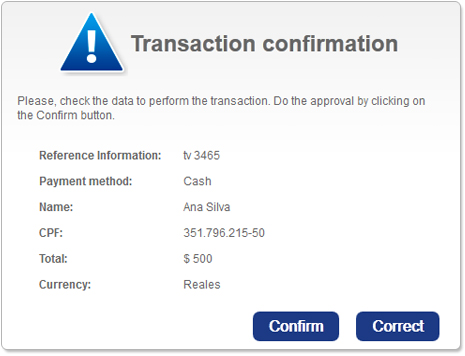 !
Transaction confirmation
Please, check the data to perform the transaction. Do the approval by clicking on
the Confirm button.
Reference Information: tv 3465
Payment method: Cash
Name: Ana Silva
CPF: 351.796.215-50
Total: $ 500
Currency: Reales
Confirm Correct